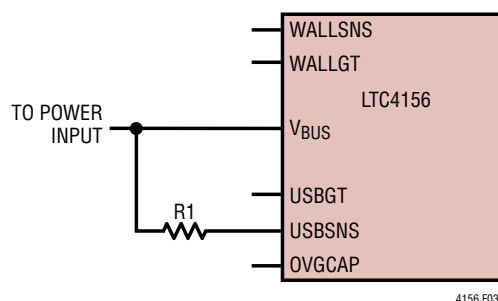 WALLSNS
WALLGT
LTC4156
TO POWER
INPUT
VBUS
USBGT
R1
USBSNS
OVGCAP
4156 F03